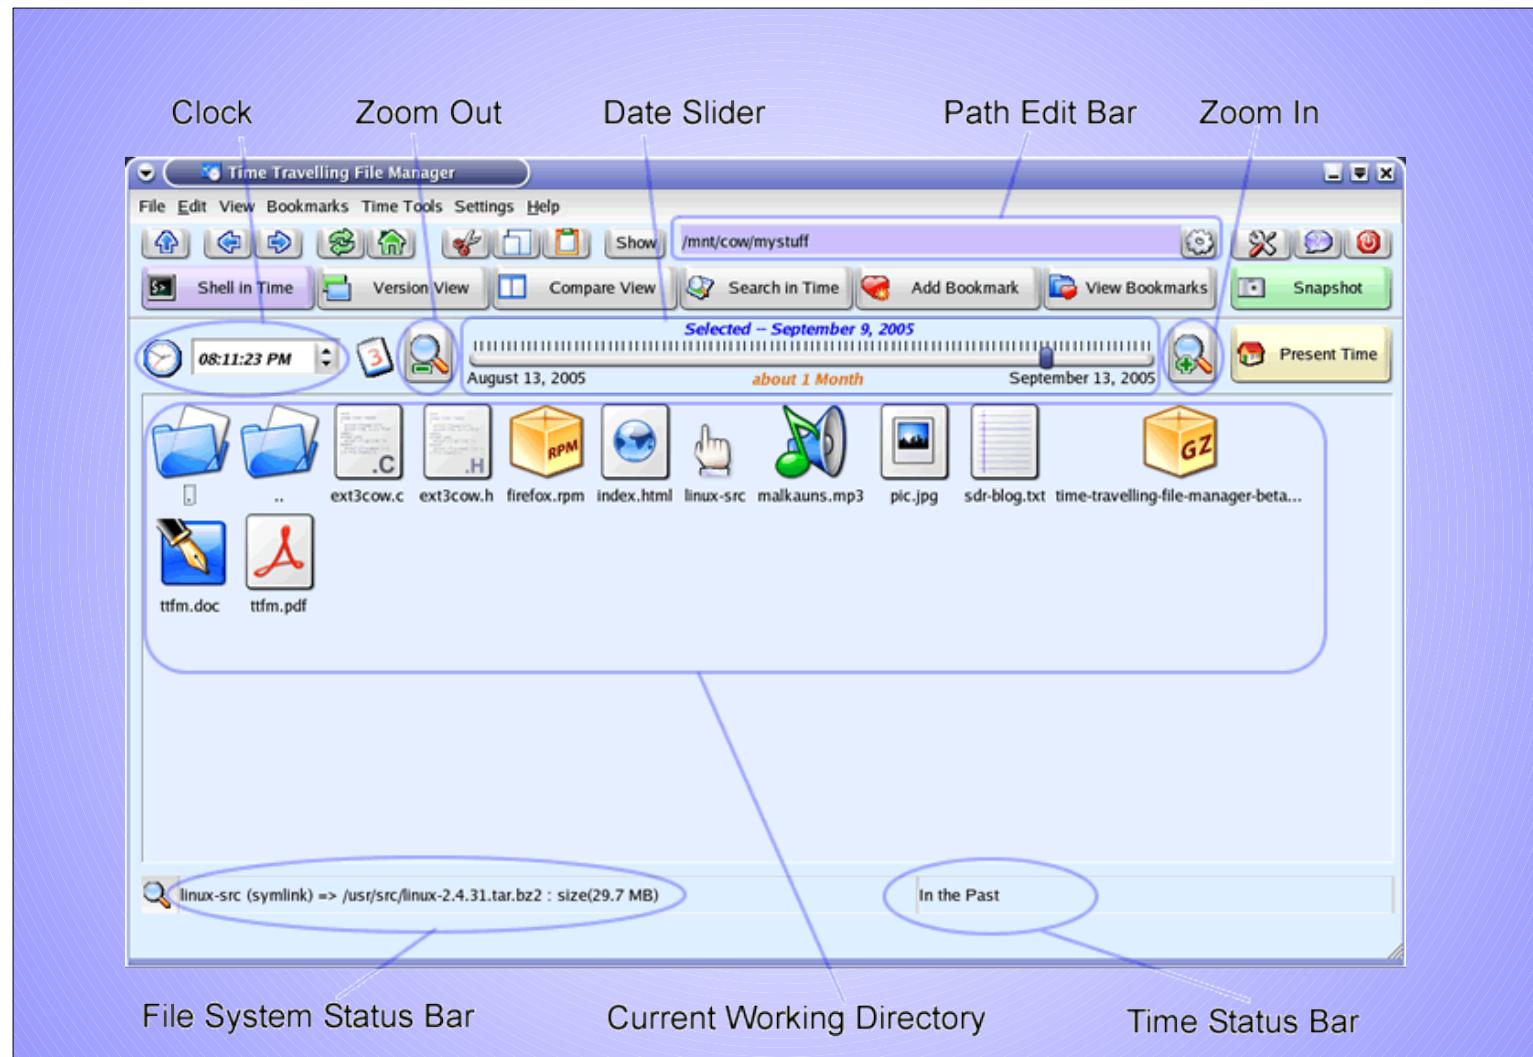 Clock Zoom Out Date Slider Path Edit Bar Zoom In
Time Travelling File Manager
File Edit View Bookmarks Time Tools Settings Help
Show /mnt/cow/mystuff
Shell in Time Version View Compare View Search in Time Add Bookmark View Bookmarks Snapshot
Selected -- September 9, 2005
08:11:23 PM 3 Present Time
August 13, 2005 about 1 Month September 13, 2005
.C .H RPM GZ
. .. ext3cow.c ext3cow.h firefox.rpm index.html linux-src malkauns.mp3 pic.jpg sdr-blog.txt time-travelling-file-manager-beta...
ttfm.doc ttfm.pdf
linux-src (symlink) => /usr/src/linux-2.4.31.tar.bz2 : size(29.7 MB) In the Past
File System Status Bar Current Working Directory Time Status Bar